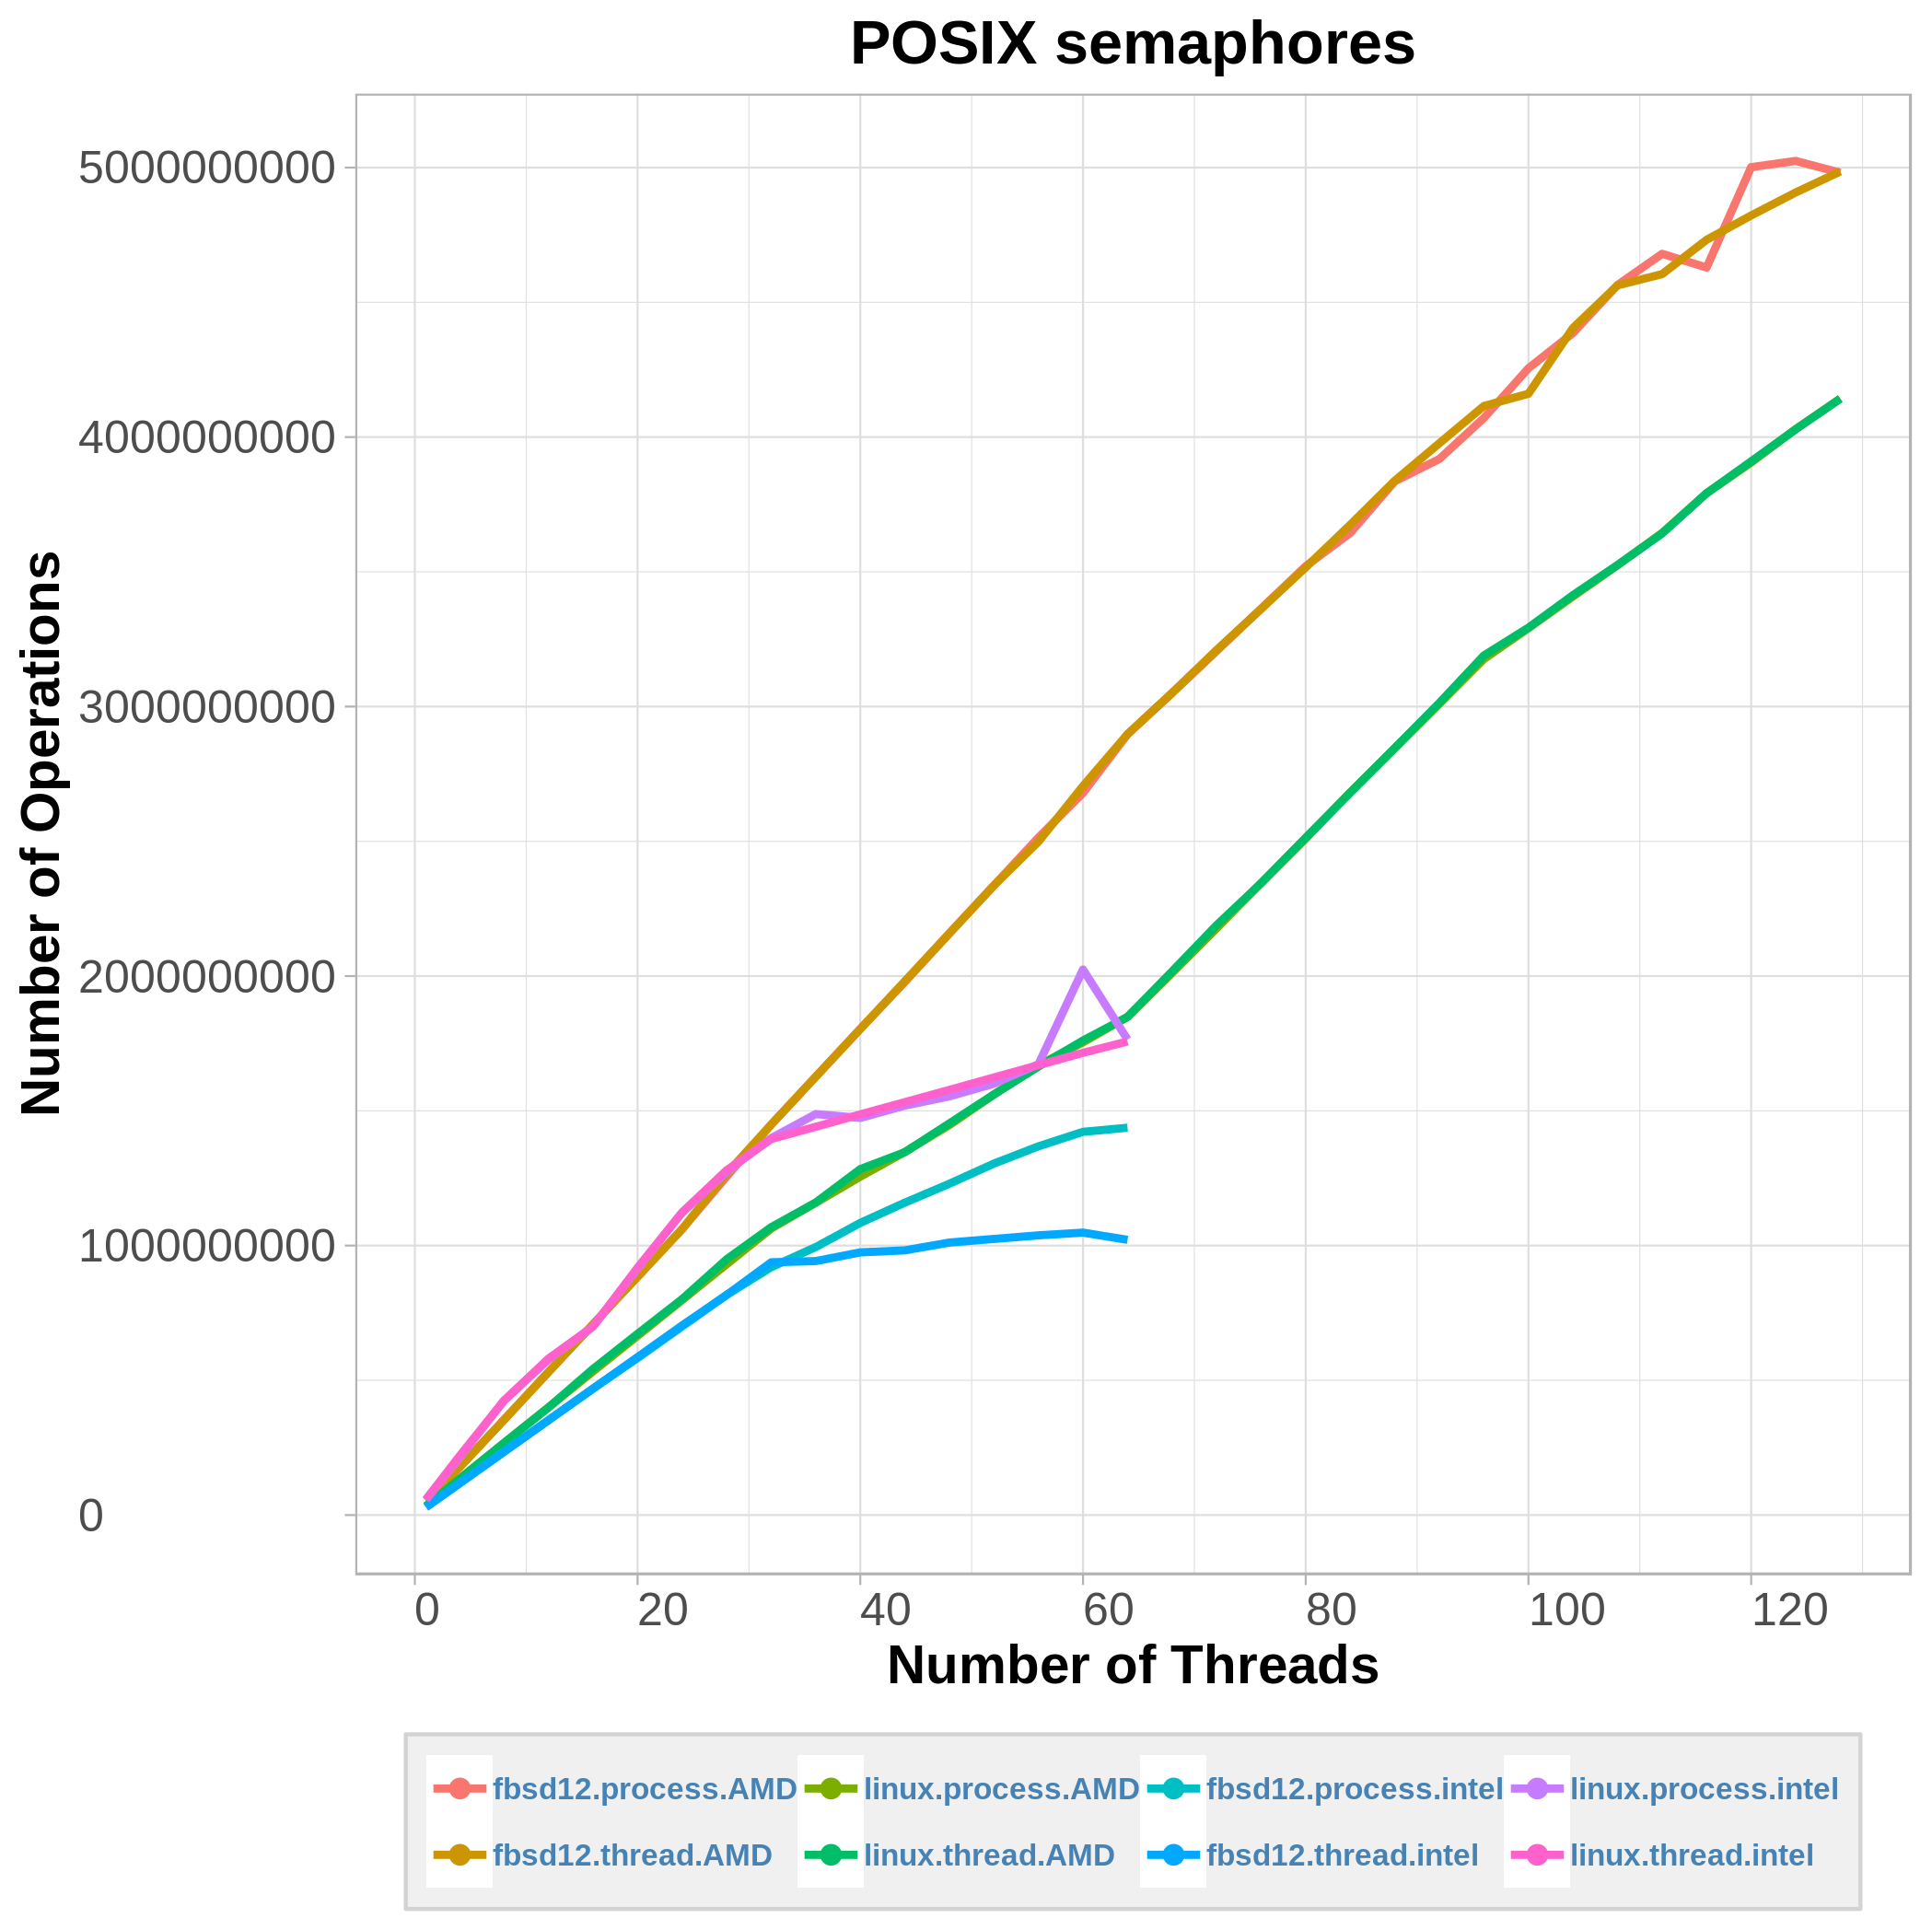 POSIX semaphores
5000000000
4000000000
3000000000
2000000000
1000000000
0
Number of Operations
0 20 40 60 80 100 120
Number of Threads
fbsd12.process.AMD linux.process.AMD fbsd12.process.intel linux.process.intel
fbsd12.thread.AMD linux.thread.AMD fbsd12.thread.intel linux.thread.intel